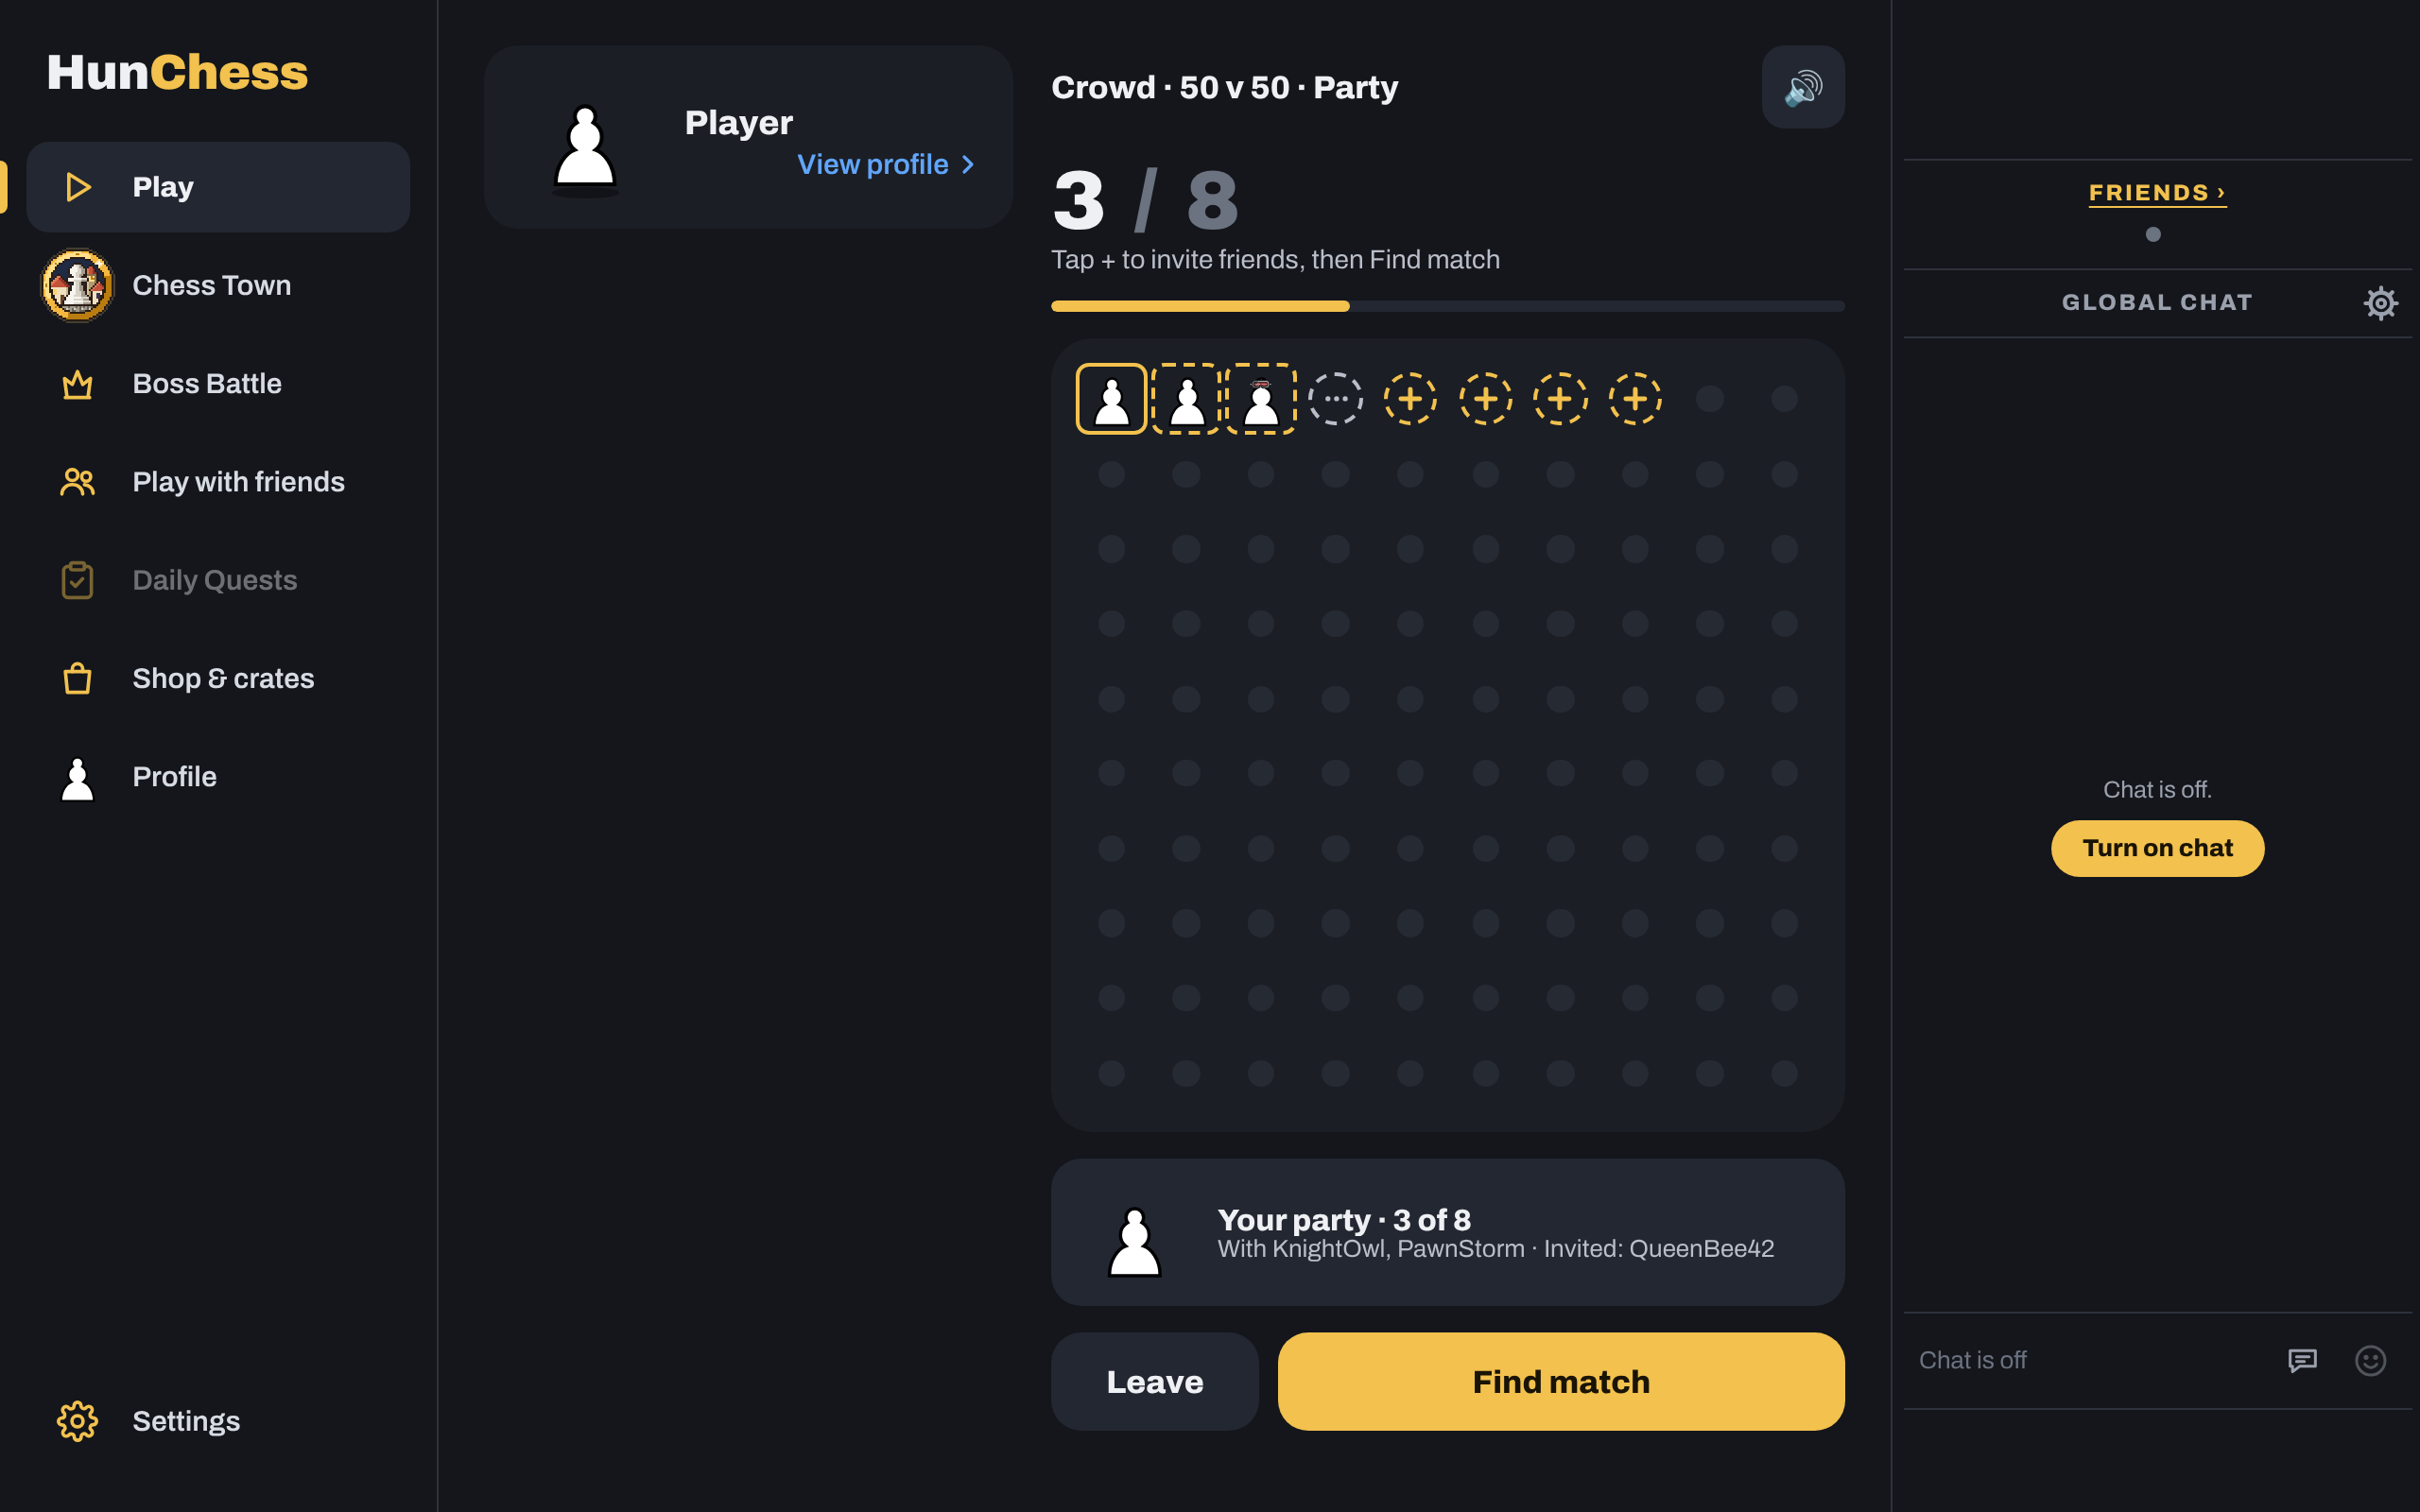 HunChess
Play
Chess Town
Boss Battle
Play with friends
Daily Quests
Shop & crates
Profile
Settings
Player
View profile
Crowd · 50 v 50 · Party
3 / 8
Tap + to invite friends, then Find match
Your party · 3 of 8
With KnightOwl, PawnStorm · Invited: QueenBee42
Leave
Find match
FRIENDS ›
GLOBAL CHAT
Chat is off.
Turn on chat
Chat is off